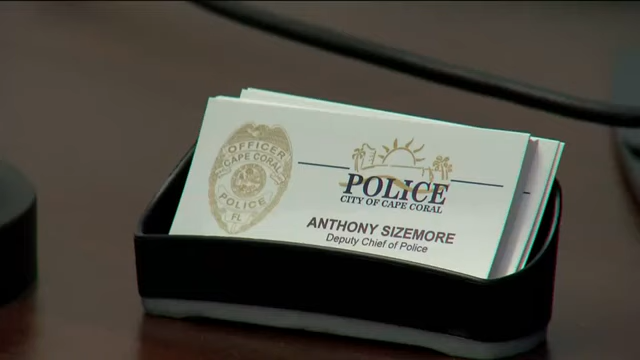 OFFICER
CAPE CORAL
POLICE
FL
POLICE
CITY OF CAPE CORAL
ANTHONY SIZEMORE
Deputy Chief of Police